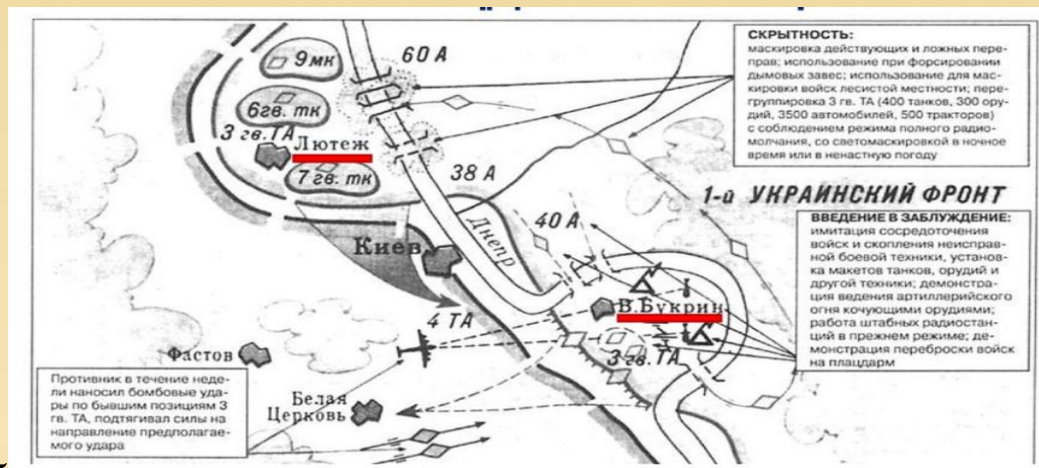 СКРЫТНОСТЬ:
маскировка действующих и ложных пере-
прав; использование при форсировании
дымовых завес; использование для мас-
кировки войск лесистой местности; пере-
группировка 3 гв. ТА (400 танков, 300 ору-
дий, 3500 автомобилей, 500 тракторов)
с соблюдением режима полного радио-
молчания, со светомаскировкой в ночное
время или в ненастную погоду
9 мк
60 А
6гв. тк
3 гв.ТА
Лютеж
7 гв. тк
38 А
1-й УКРАИНСКИЙ ФРОНТ
ВВЕДЕНИЕ В ЗАБЛУЖДЕНИЕ:
имитация сосредоточения
войск и скопления неисправ-
ной боевой техники, установ-
ка макетов танков, орудий и
другой техники; демонстра-
ция ведения артиллерийского
огня кочующими орудиями;
работа штабных радиостан-
ций в прежнем режиме; де-
монстрация переброски войск
на плацдарм
Киев
Днепр
40 А
В.Букрин
4 ТА
3 гв.ТА
Фастов
Белая
Церковь
Противник в течение неде-
ли наносил бомбовые уда-
ры по бывшим позициям 3
гв. ТА, подтягивал силы на
направление предполагае-
мого удара